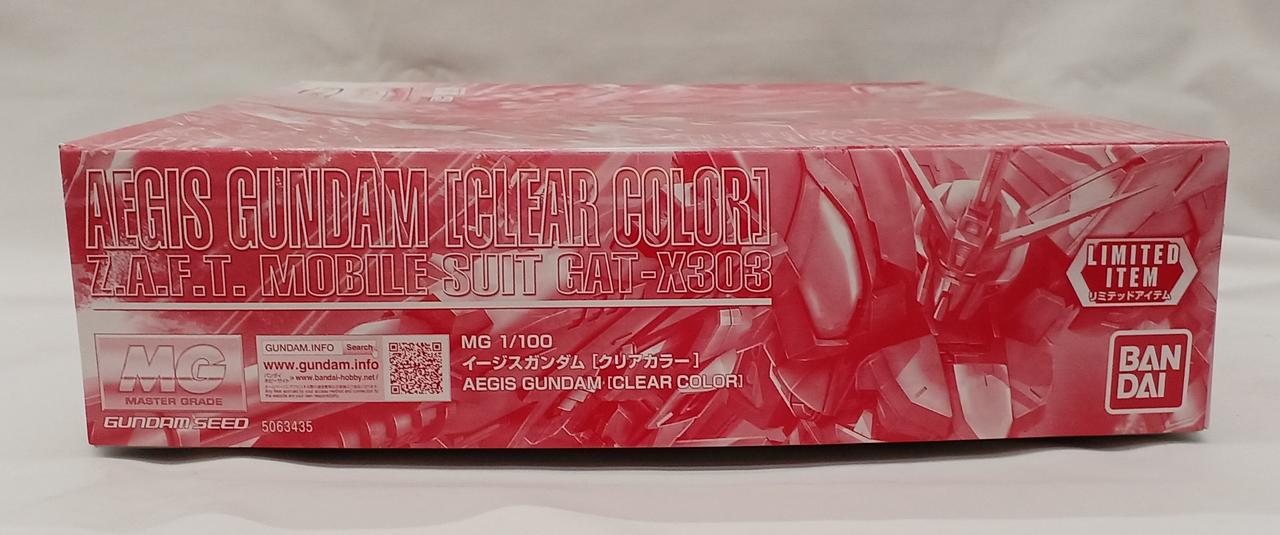 AEGIS GUNDAM [CLEAR COLOR]
Z.A.F.T. MOBILE SUIT GAT-X303
LIMITED
ITEM
リミテッドアイテム
MG
MASTER GRADE
GUNDAM SEED
5063435
GUNDAM.INFO Search
www.gundam.info
www.bandai-hobby.net/
MG 1/100
イージスガンダム [クリアカラー]
AEGIS GUNDAM [CLEAR COLOR]
BAN
DAI